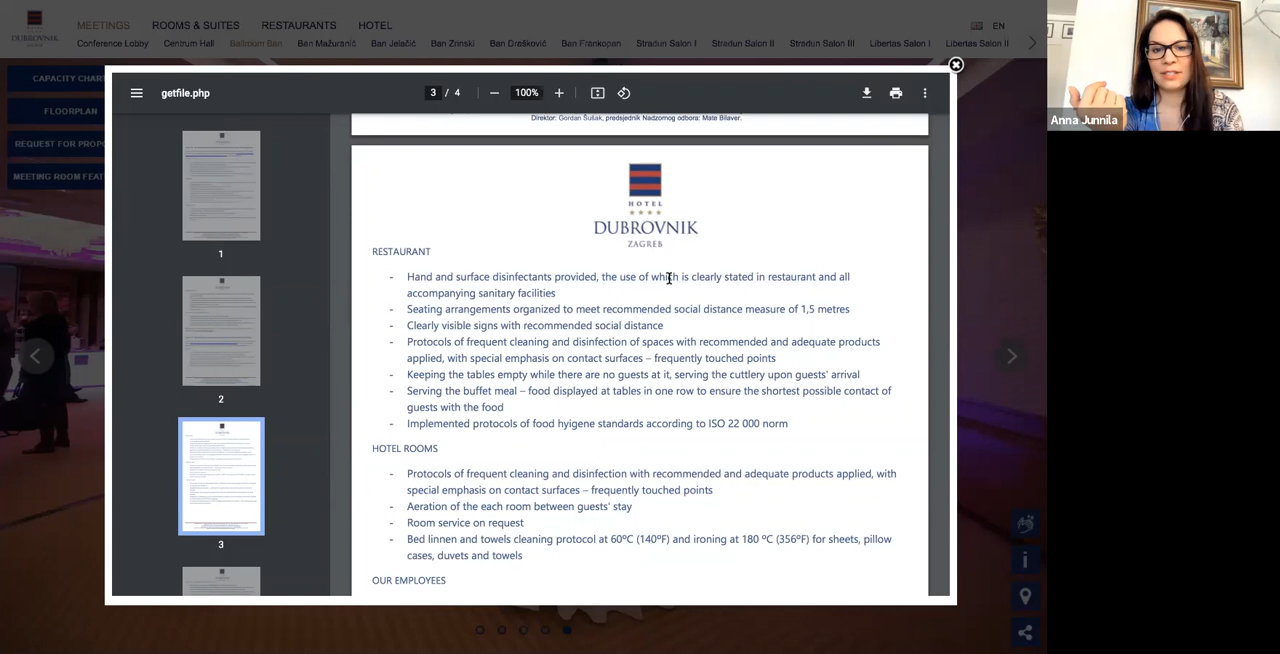 MEETINGS ROOMS & SUITES RESTAURANTS HOTEL EN
Conference Lobby Centrum Hall Ballroom Ban Ban Mažuranić Ban Jelačić Ban Zrinski Ban Drašković Ban Frankopan Stradun Salon I Stradun Salon II Stradun Salon III Libertas Salon I Libertas Salon II
DUBROVNIK
CAPACITY CHART
FLOORPLAN
REQUEST FOR PROPO
MEETING ROOM FEAT
getfile.php 3 / 4 100%
1
2
3
Direktor: Gordan Šušak, predsjednik Nadzornog odbora: Mate Bilaver.
HOTEL
DUBROVNIK
ZAGREB
RESTAURANT
- Hand and surface disinfectants provided, the use of which is clearly stated in restaurant and all
accompanying sanitary facilities
- Seating arrangements organized to meet recommended social distance measure of 1,5 metres
- Clearly visible signs with recommended social distance
- Protocols of frequent cleaning and disinfection of spaces with recommended and adequate products
applied, with special emphasis on contact surfaces – frequently touched points
- Keeping the tables empty while there are no guests at it, serving the cuttlery upon guests' arrival
- Serving the buffet meal – food displayed at tables in one row to ensure the shortest possible contact of
guests with the food
- Implemented protocols of food hyigene standards according to ISO 22 000 norm
HOTEL ROOMS
- Protocols of frequent cleaning and disinfection with recommended and adequate products applied, with
special emphasis on contact surfaces – frequently touched points
- Aeration of the each room between guests' stay
- Room service on request
- Bed linnen and towels cleaning protocol at 60ºC (140ºF) and ironing at 180 ºC (356ºF) for sheets, pillow
cases, duvets and towels
OUR EMPLOYEES
Anna Junnila